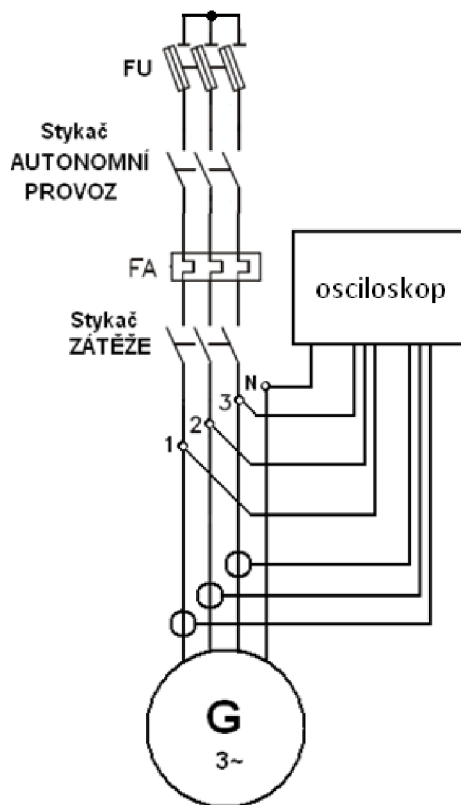 FU
Stykač
AUTONOMNÍ
PROVOZ
osciloskop
FA
Stykač
ZÁTĚŽE
N
3
2
1
G
3~